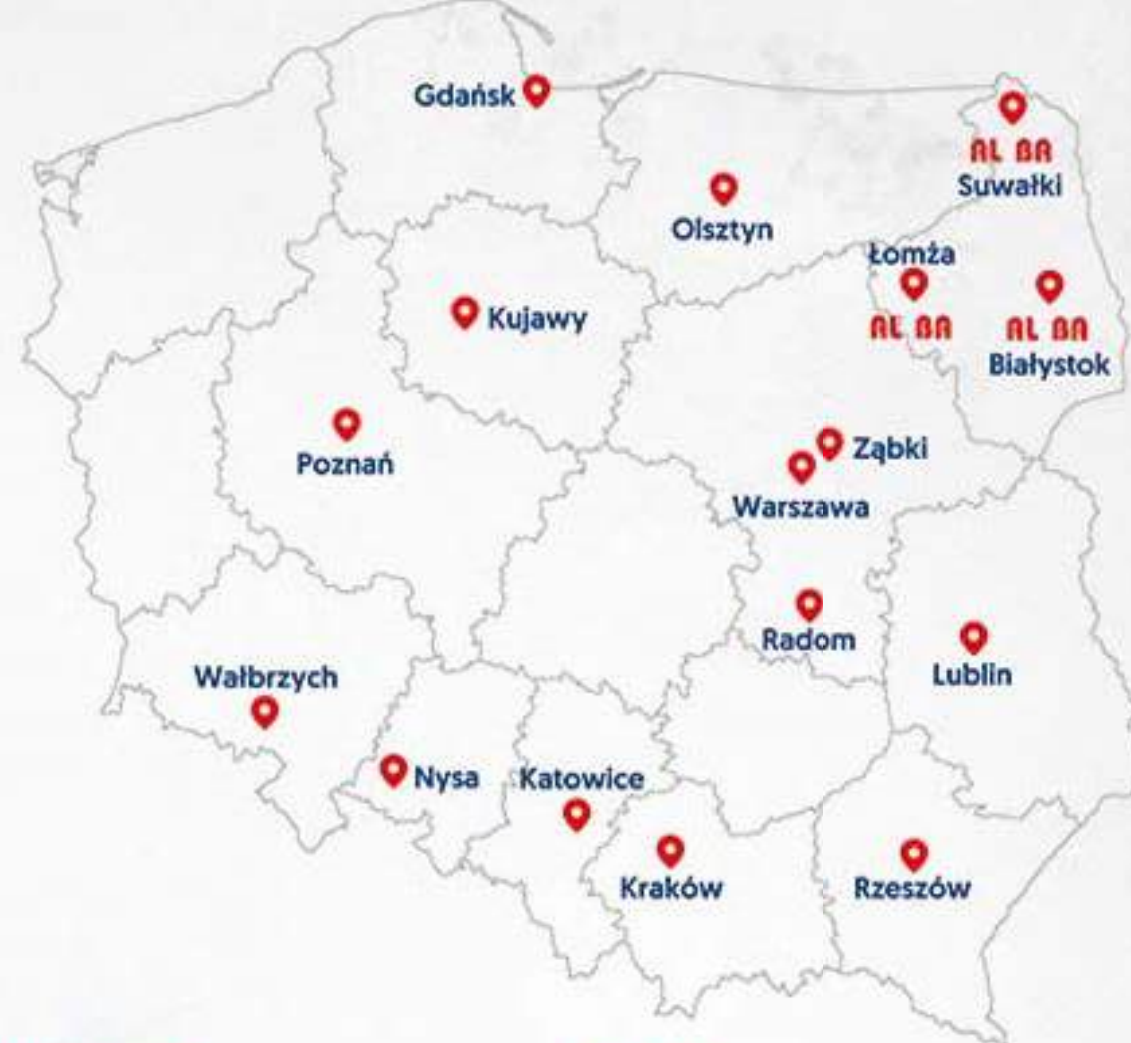 Gdańsk
AL BA
Suwałki
Olsztyn
Łomża
AL BA
AL BA
Białystok
Kujawy
Poznań
Ząbki
Warszawa
Radom
Lublin
Wałbrzych
Nysa
Katowice
Kraków
Rzeszów